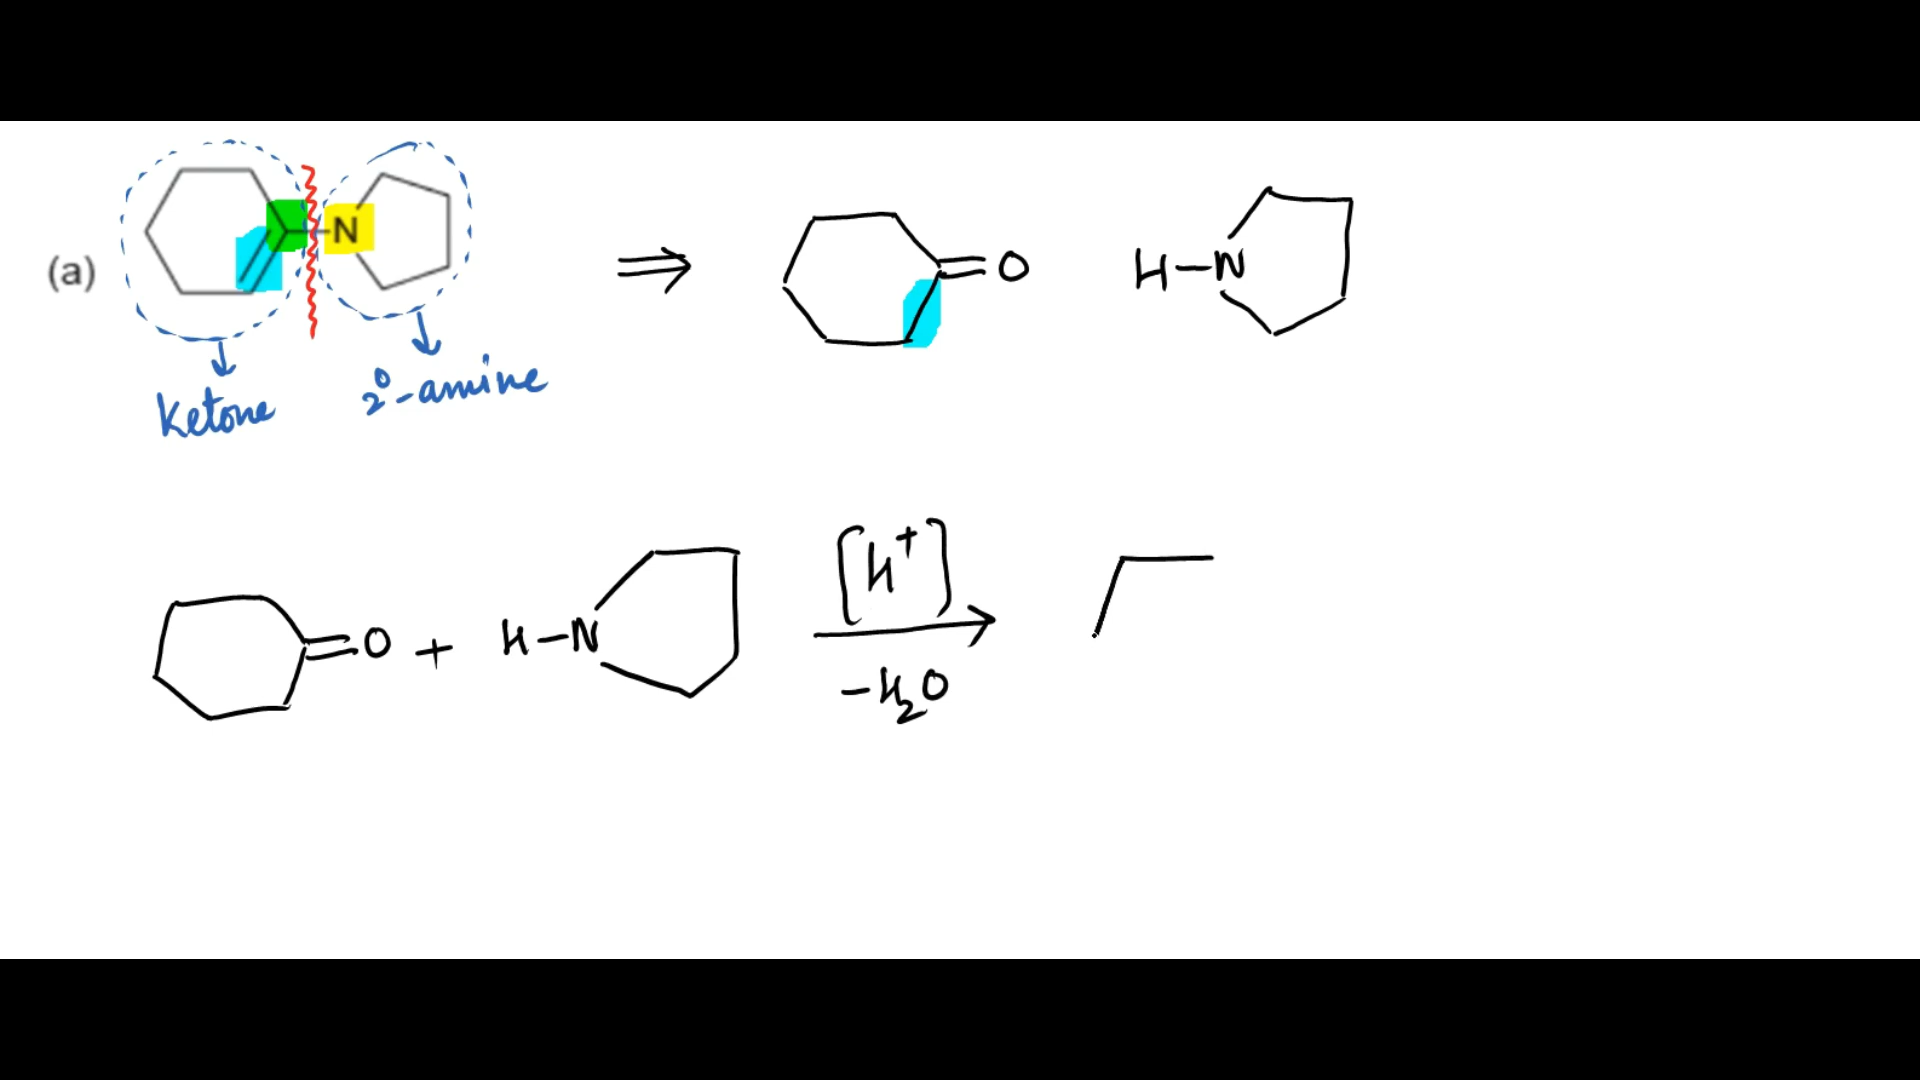 (a) N
⇒ O H-N
Ketone 2°-amine
O + H-N [H⁺] →
-H₂O